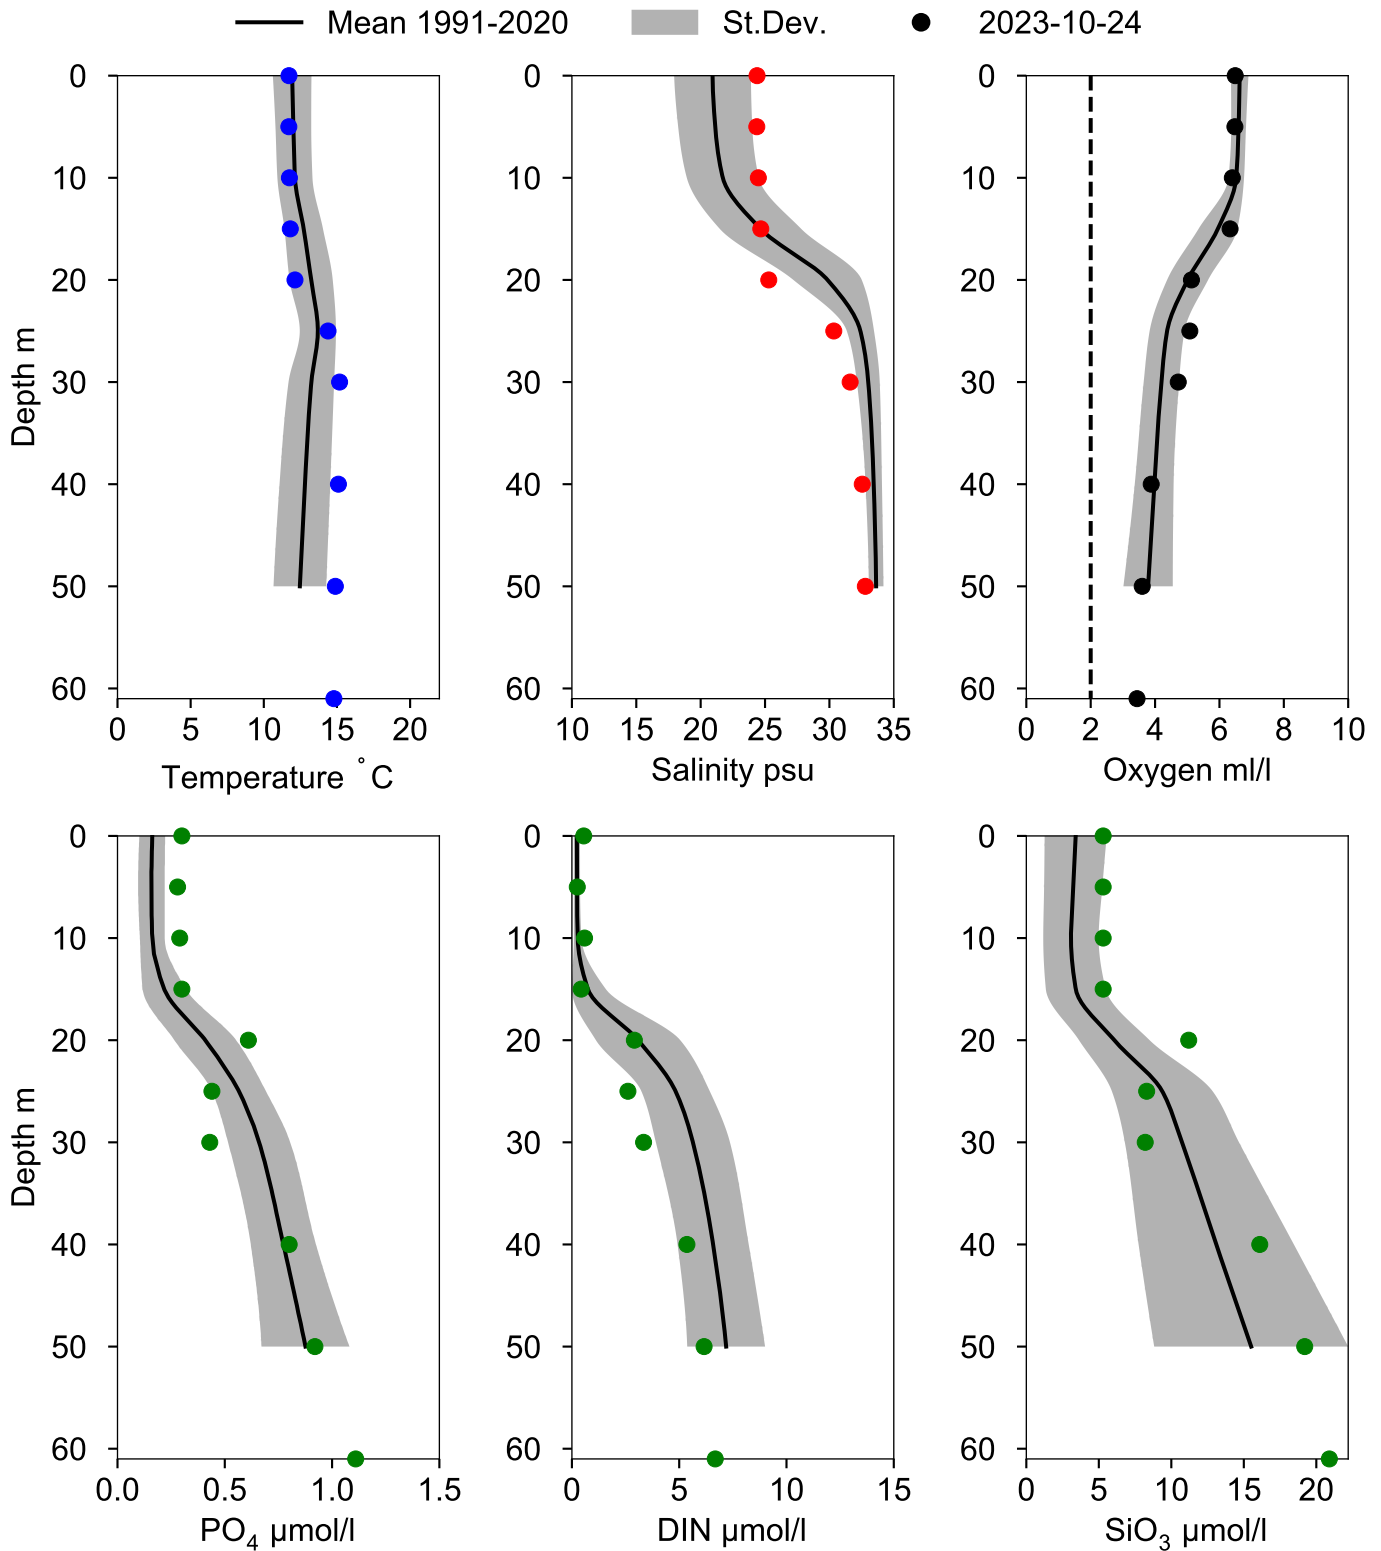 Mean 1991-2020 St.Dev. 2023-10-24
0 0 0
10 10 10
20 20 20
30 30 30
40 40 40
50 50 50
60 60 60
Depth m
0 5 10 15 20 10 15 20 25 30 35 0 2 4 6 8 10
Temperature °C Salinity psu Oxygen ml/l
0 0 0
10 10 10
20 20 20
30 30 30
40 40 40
50 50 50
60 60 60
Depth m
0.0 0.5 1.0 1.5 0 5 10 15 0 5 10 15 20
PO₄ µmol/l DIN µmol/l SiO₃ µmol/l